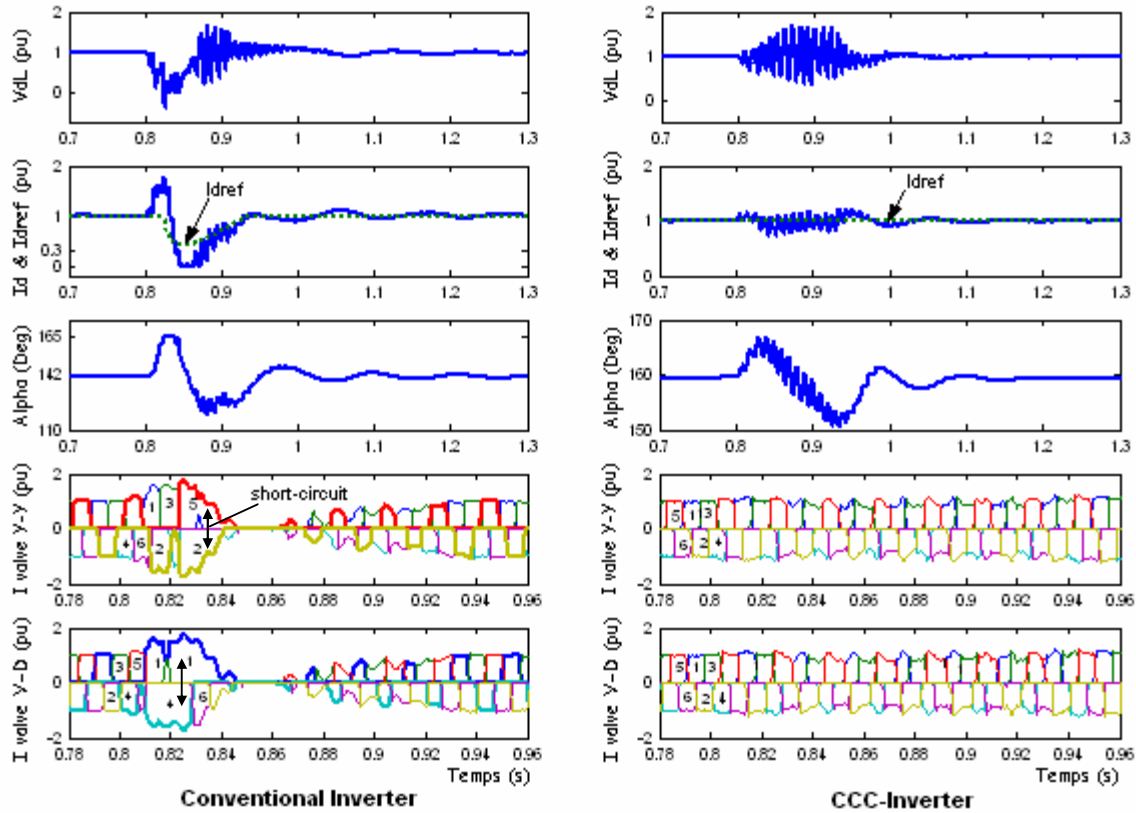 VdL (pu)
2
1
0
0.7 0.8 0.9 1 1.1 1.2 1.3
Id & Idref (pu)
2
1
0.3
0
Idref
0.7 0.8 0.9 1 1.1 1.2 1.3
Alpha (Deg)
165
142
110
0.7 0.8 0.9 1 1.1 1.2 1.3
I valve Y-Y (pu)
2
0
-2
1 3 5
short-circuit
4 6 2 2
0.78 0.8 0.82 0.84 0.86 0.88 0.9 0.92 0.94 0.96
I valve Y-D (pu)
2
0
-2
3 5 1 1
2 4 4 6
0.78 0.8 0.82 0.84 0.86 0.88 0.9 0.92 0.94 0.96
Temps (s)
Conventional Inverter
VdL (pu)
2
1
0
0.7 0.8 0.9 1 1.1 1.2 1.3
Id & Idref (pu)
2
1
0
Idref
0.7 0.8 0.9 1 1.1 1.2 1.3
Alpha (Deg)
170
160
150
0.7 0.8 0.9 1 1.1 1.2 1.3
I valve Y-Y (pu)
2
0
-2
5 1 3
6 2 4
0.78 0.8 0.82 0.84 0.86 0.88 0.9 0.92 0.94 0.96
I valve Y-D (pu)
2
0
-2
5 1 3
6 2 4
0.78 0.8 0.82 0.84 0.86 0.88 0.9 0.92 0.94 0.96
Temps (s)
CCC-Inverter